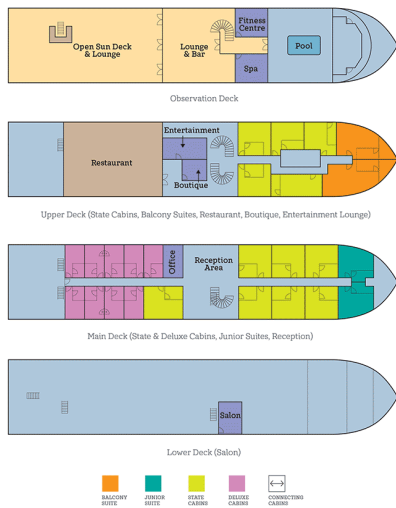 Fitness
Centre
Open Sun Deck
& Lounge
Lounge
& Bar
Pool
Spa
Observation Deck
Entertainment
Restaurant
Boutique
Upper Deck (State Cabins, Balcony Suites, Restaurant, Boutique, Entertainment Lounge)
Office
Reception
Area
Main Deck (State & Deluxe Cabins, Junior Suites, Reception)
Salon
Lower Deck (Salon)
BALCONY
SUITE
JUNIOR
SUITE
STATE
CABINS
DELUXE
CABINS
CONNECTING
CABINS